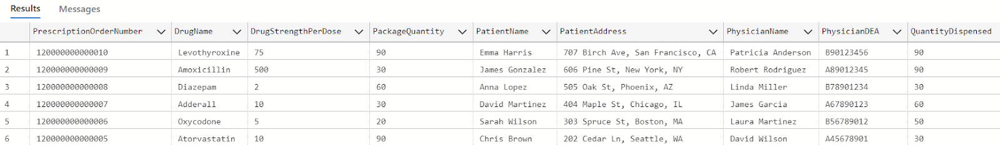 Results Messages
PrescriptionOrderNumber DrugName DrugStrengthPerDose PackageQuantity PatientName PatientAddress PhysicianName PhysicianDEA QuantityDispensed
1 120000000000010 Levothyroxine 75 90 Emma Harris 707 Birch Ave, San Francisco, CA Patricia Anderson B90123456 90
2 120000000000009 Amoxicillin 500 30 James Gonzalez 606 Pine St, New York, NY Robert Rodriguez A89012345 90
3 120000000000008 Diazepam 2 60 Anna Lopez 505 Oak St, Phoenix, AZ Linda Miller B78901234 30
4 120000000000007 Adderall 10 30 David Martinez 404 Maple St, Chicago, IL James Garcia A67890123 60
5 120000000000006 Oxycodone 5 20 Sarah Wilson 303 Spruce St, Boston, MA Laura Martinez B56789012 50
6 120000000000005 Atorvastatin 10 90 Chris Brown 202 Cedar Ln, Seattle, WA David Wilson A45678901 30